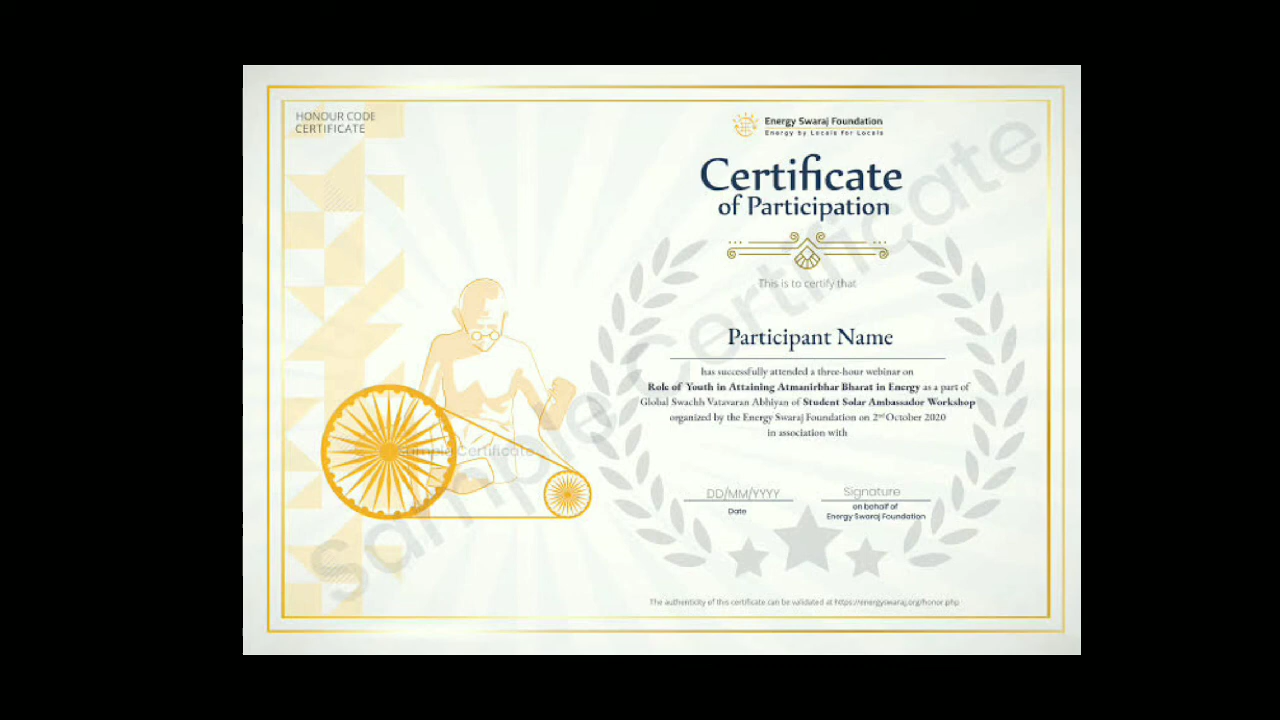 HONOUR CODE
CERTIFICATE
Energy Swaraj Foundation
Energy by Locals for Locals
Certificate
of Participation
This is to certify that
Participant Name
has successfully attended a three-hour webinar on
Role of Youth in Attaining Atmanirbhar Bharat in Energy as a part of
Global Swachh Vatavaran Abhiyan of Student Solar Ambassador Workshop
organized by the Energy Swaraj Foundation on 2nd October 2020
in association with
DD/MM/YYYY
Date
Signature
on behalf of
Energy Swaraj Foundation
The authenticity of this certificate can be validated at https://energyswaraj.org/honor.php
Sample Certificate
Sample Certificate